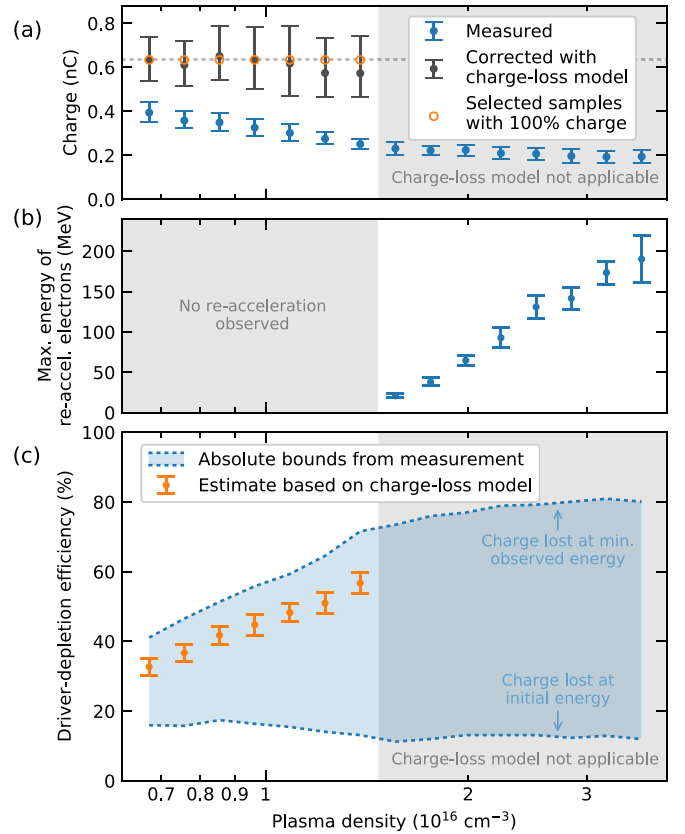 (a)
Charge (nC)
0.8
0.6
0.4
0.2
0.0
Measured
Corrected with
charge-loss model
Selected samples
with 100% charge
Charge-loss model not applicable
(b)
Max. energy of
re-accel. electrons (MeV)
200
150
100
50
0
No re-acceleration
observed
(c)
Driver-depletion efficiency (%)
100
80
60
40
20
0
Absolute bounds from measurement
Estimate based on charge-loss model
Charge lost at min.
observed energy
Charge lost at
initial energy
Charge-loss model not applicable
0.7 0.8 0.9 1 2 3
Plasma density (10¹⁶ cm⁻³)